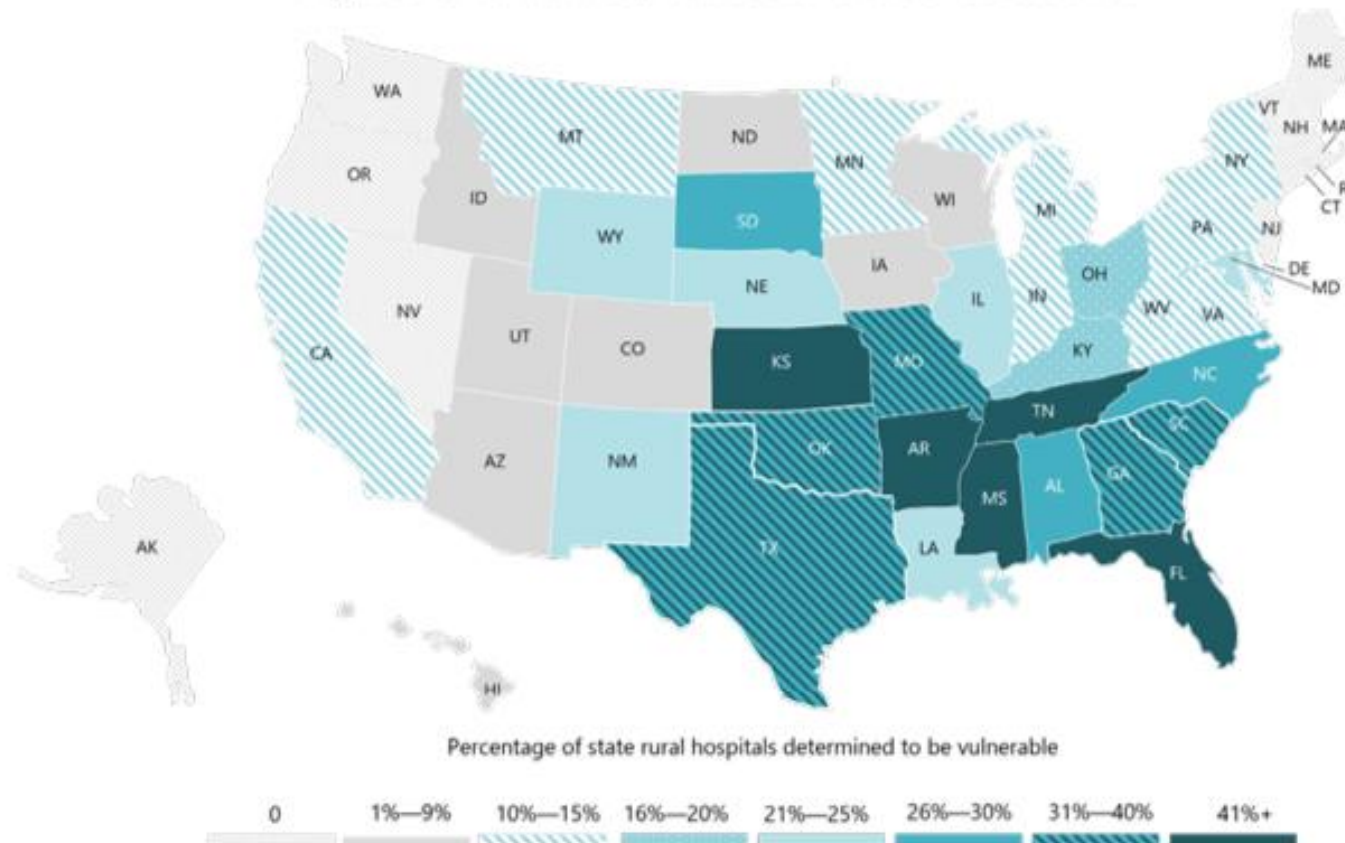 ME
WA
VT
MT
ND
NH
MA
MN
NY
OR
ID
WI
MI
CT
SD
WY
PA
NJ
IA
OH
DE
NE
IL
IN
MD
NV
WV
VA
UT
CA
CO
KS
MO
KY
NC
TN
SC
AZ
NM
OK
AR
GA
MS
AL
AK
TX
LA
FL
HI
Percentage of state rural hospitals determined to be vulnerable
0 1%—9% 10%—15% 16%—20% 21%—25% 26%—30% 31%—40% 41%+